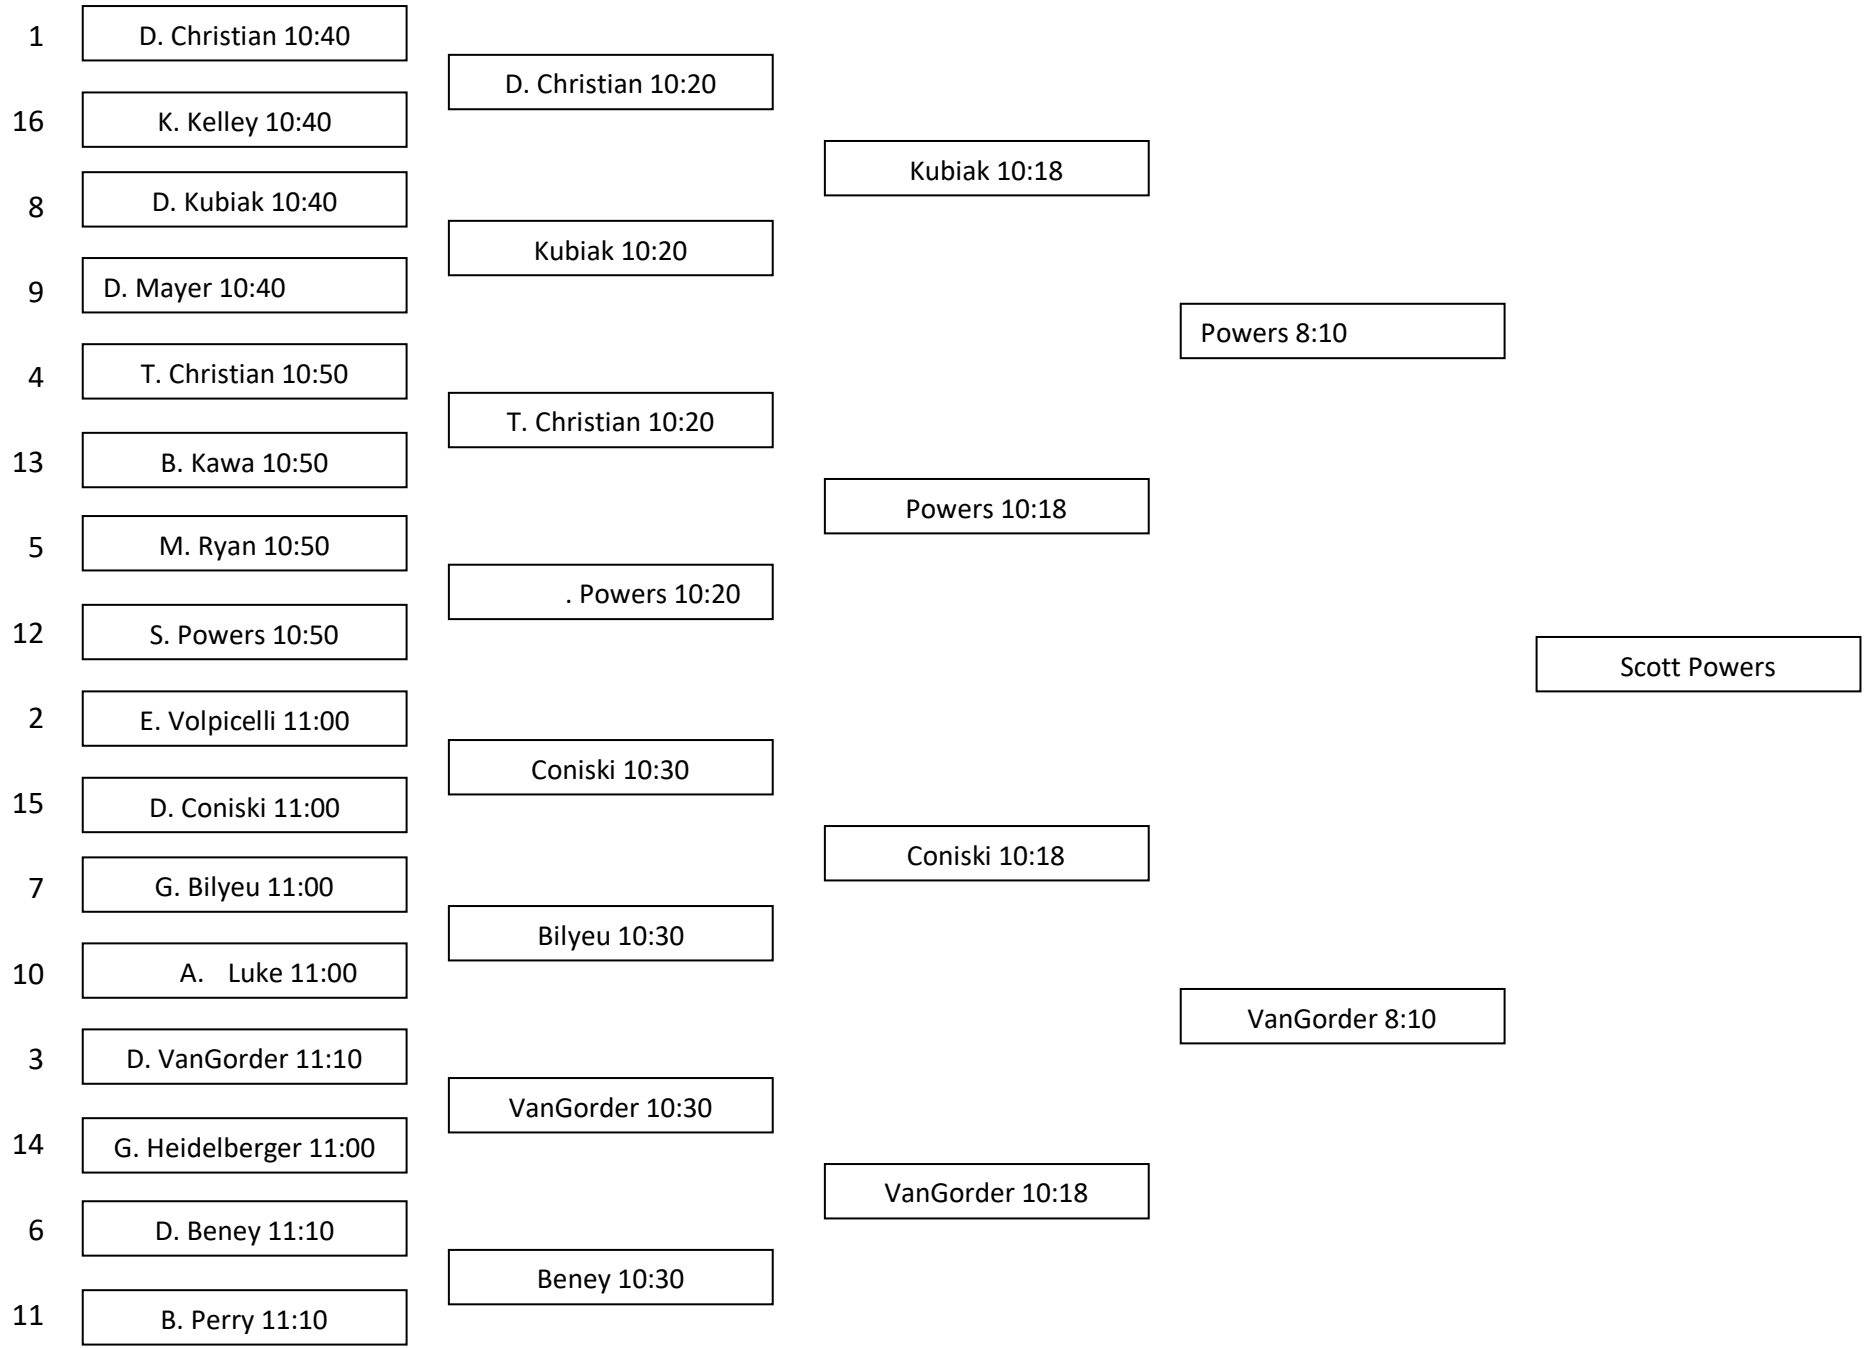 1
D. Christian 10:40
16
K. Kelley 10:40
8
D. Kubiak 10:40
9
D. Mayer 10:40
4
T. Christian 10:50
13
B. Kawa 10:50
5
M. Ryan 10:50
12
S. Powers 10:50
2
E. Volpicelli 11:00
15
D. Coniski 11:00
7
G. Bilyeu 11:00
10
A. Luke 11:00
3
D. VanGorder 11:10
14
G. Heidelberger 11:00
6
D. Beney 11:10
11
B. Perry 11:10
D. Christian 10:20
Kubiak 10:20
T. Christian 10:20
. Powers 10:20
Coniski 10:30
Bilyeu 10:30
VanGorder 10:30
Beney 10:30
Kubiak 10:18
Powers 10:18
Coniski 10:18
VanGorder 10:18
Powers 8:10
VanGorder 8:10
Scott Powers